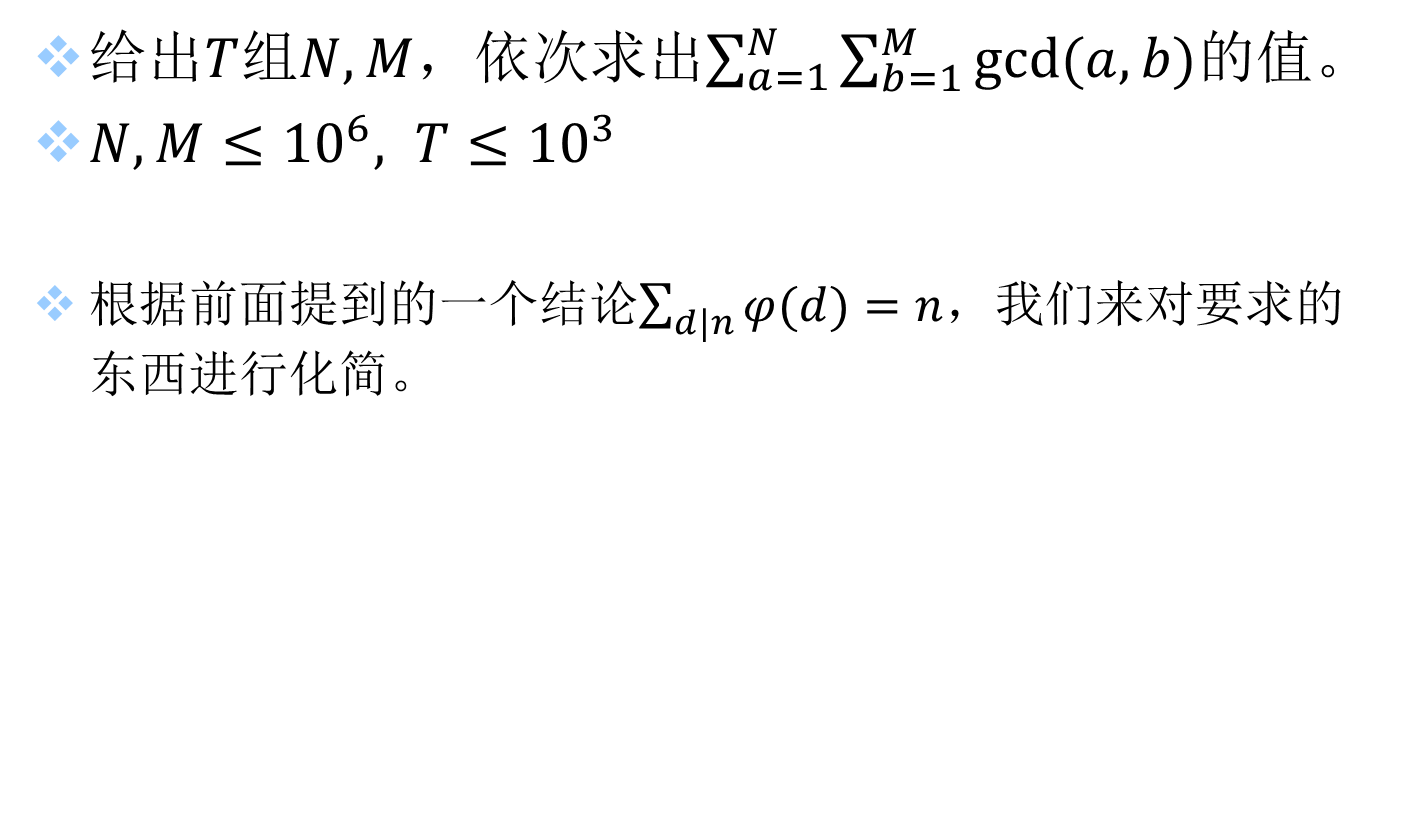 ❖给出T组N, M，依次求出∑_{a=1}^{N} ∑_{b=1}^{M} gcd(a, b)的值。
❖N, M ≤ 10^6, T ≤ 10^3
❖根据前面提到的一个结论∑_{d|n} φ(d) = n，我们来对要求的
东西进行化简。